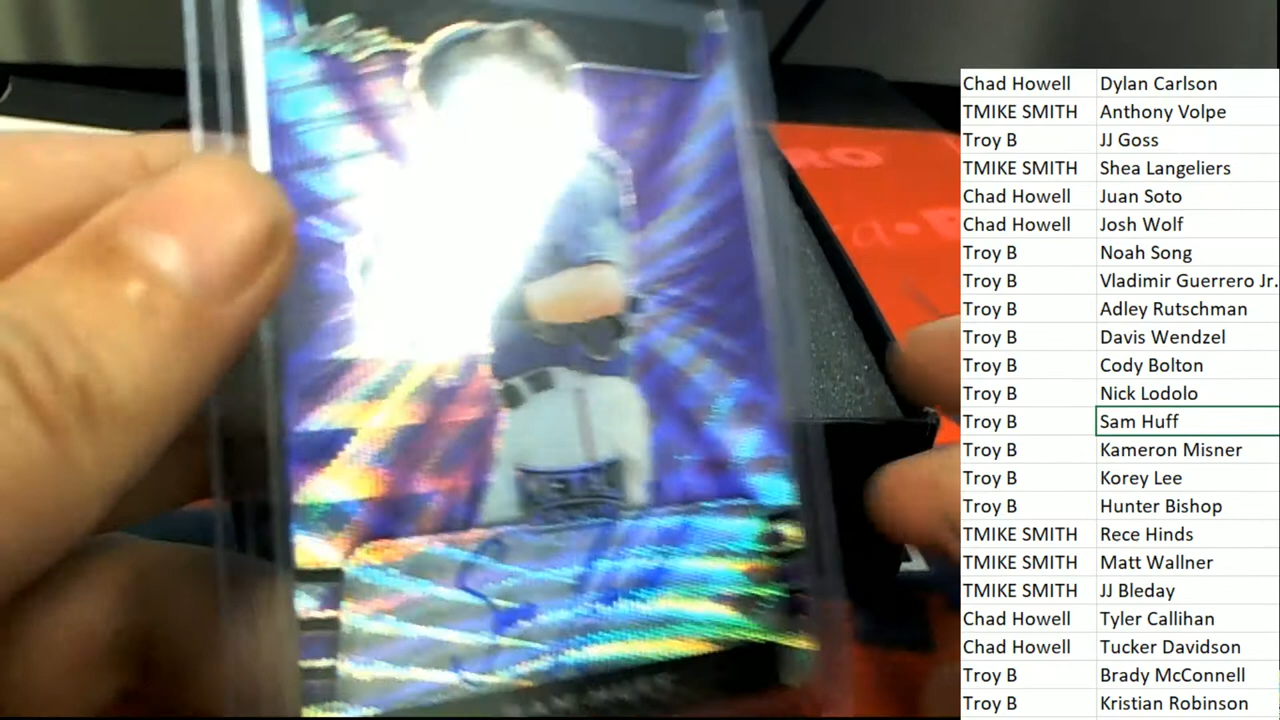 Chad Howell Dylan Carlson
TMIKE SMITH Anthony Volpe
Troy B JJ Goss
TMIKE SMITH Shea Langeliers
Chad Howell Juan Soto
Chad Howell Josh Wolf
Troy B Noah Song
Troy B Vladimir Guerrero Jr.
Troy B Adley Rutschman
Troy B Davis Wendzel
Troy B Cody Bolton
Troy B Nick Lodolo
Troy B Sam Huff
Troy B Kameron Misner
Troy B Korey Lee
Troy B Hunter Bishop
TMIKE SMITH Rece Hinds
TMIKE SMITH Matt Wallner
TMIKE SMITH JJ Bleday
Chad Howell Tyler Callihan
Chad Howell Tucker Davidson
Troy B Brady McConnell
Troy B Kristian Robinson